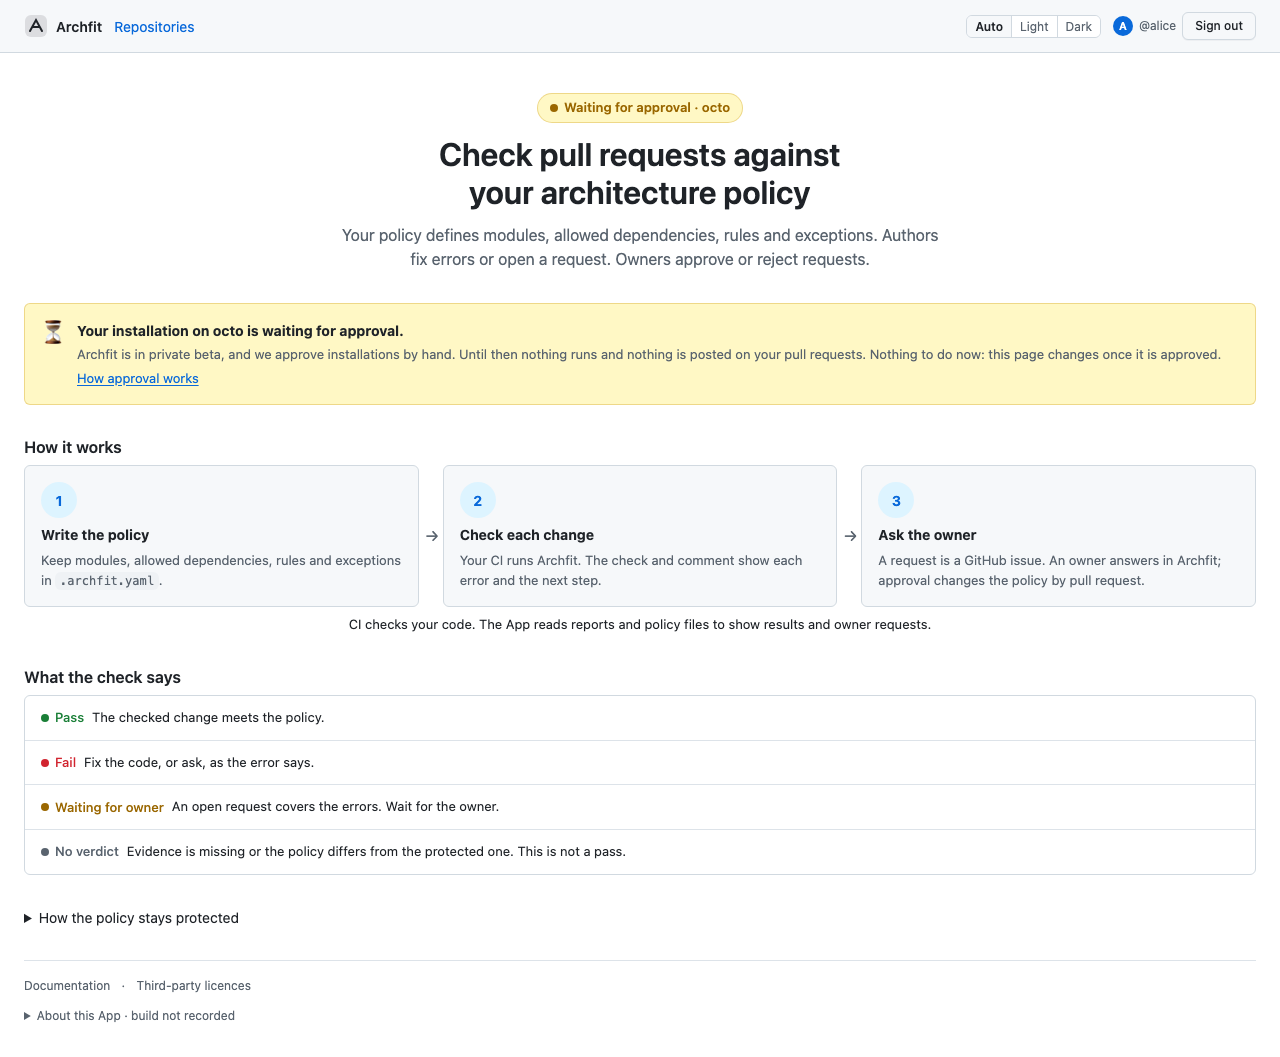 Archfit Repositories Auto Light Dark A @alice Sign out
Waiting for approval · octo
Check pull requests against
your architecture policy
Your policy defines modules, allowed dependencies, rules and exceptions. Authors
fix errors or open a request. Owners approve or reject requests.
Your installation on octo is waiting for approval.
Archfit is in private beta, and we approve installations by hand. Until then nothing runs and nothing is posted on your pull requests. Nothing to do now: this page changes once it is approved.
How approval works
How it works
1
Write the policy
Keep modules, allowed dependencies, rules and exceptions
in .archfit.yaml.
→
2
Check each change
Your CI runs Archfit. The check and comment show each
error and the next step.
→
3
Ask the owner
A request is a GitHub issue. An owner answers in Archfit;
approval changes the policy by pull request.
CI checks your code. The App reads reports and policy files to show results and owner requests.
What the check says
Pass The checked change meets the policy.
Fail Fix the code, or ask, as the error says.
Waiting for owner An open request covers the errors. Wait for the owner.
No verdict Evidence is missing or the policy differs from the protected one. This is not a pass.
How the policy stays protected
Documentation · Third-party licences
About this App · build not recorded